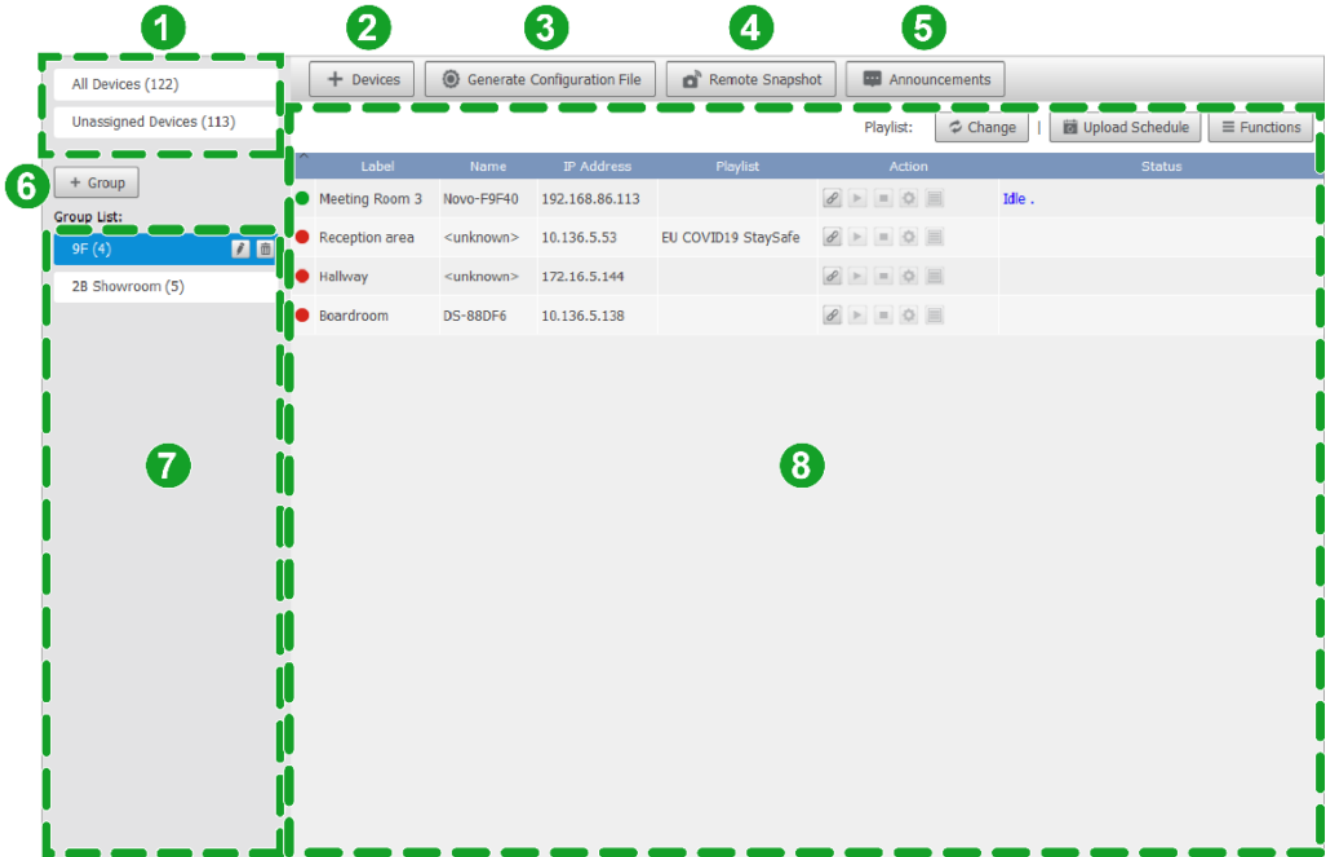 1 2 3 4 5
All Devices (122)
+ Devices Generate Configuration File Remote Snapshot Announcements
Unassigned Devices (113)
Playlist: Change | Upload Schedule Functions
6
+ Group
Label Name IP Address Playlist Action Status
Meeting Room 3 Novo-F9F40 192.168.86.113 Idle .
Group List:
9F (4)
Reception area <unknown> 10.136.5.53 EU COVID19 StaySafe
2B Showroom (5)
Hallway <unknown> 172.16.5.144
Boardroom DS-88DF6 10.136.5.138
7 8